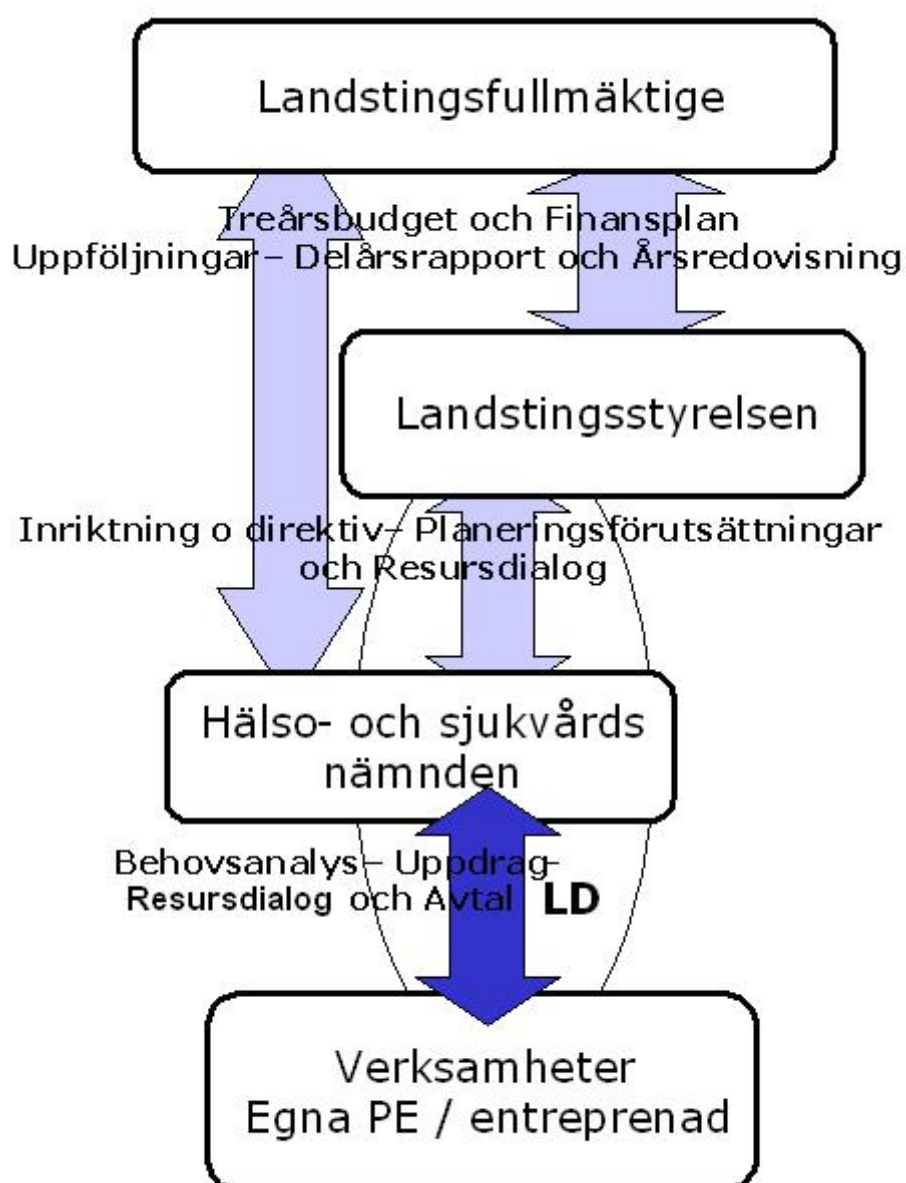 Landstingsfullmäktige
Treårsbudget och Finansplan
Uppföljningar– Delårsrapport och Årsredovisning
Landstingsstyrelsen
Inriktning o direktiv– Planeringsförutsättningar
och Resursdialog
Hälso- och sjukvårds
nämnden
Behovsanalys– Uppdrag–
Resursdialog och Avtal LD
Verksamheter
Egna PE / entreprenad